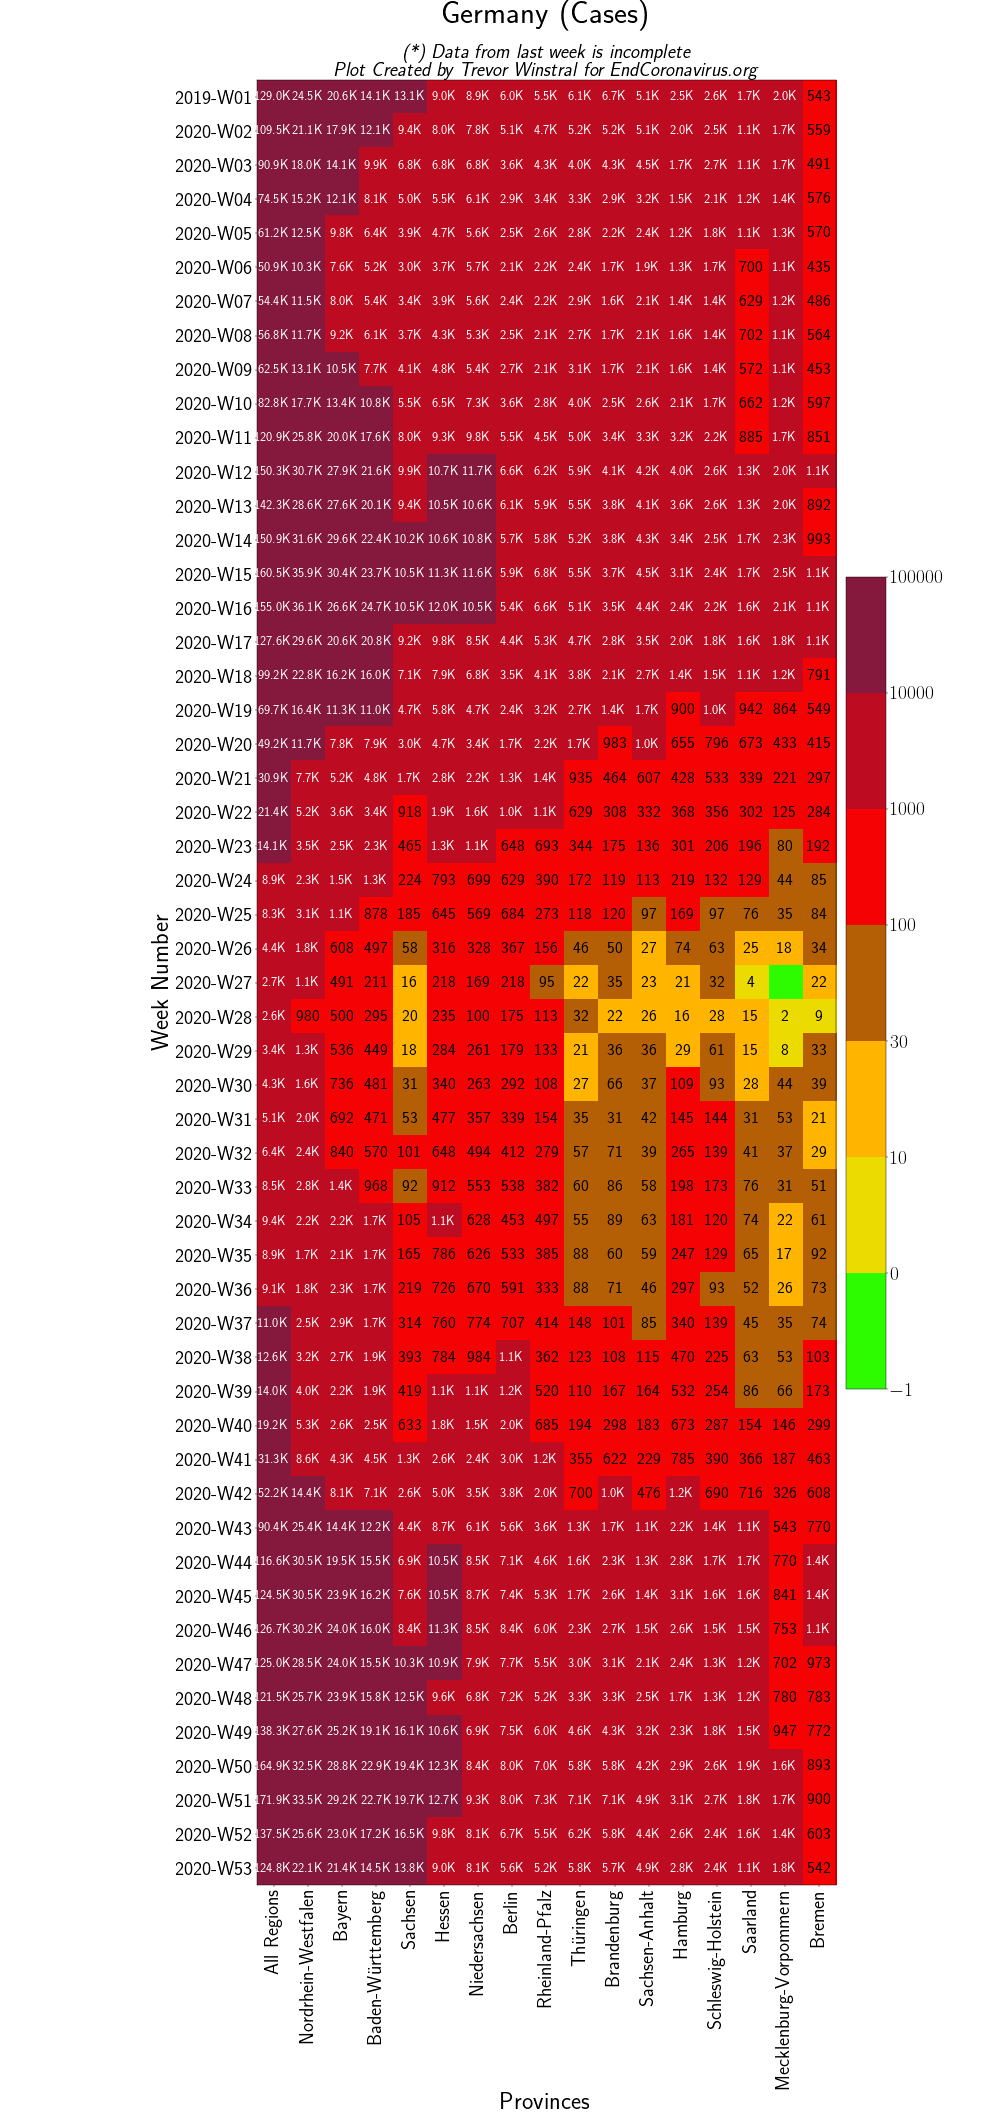 Germany (Cases)
(*) Data from last week is incomplete
Plot Created by Trevor Winstral for EndCoronavirus.org
2019-W01 129.0K 24.5K 20.6K 14.1K 13.1K 9.0K 8.9K 6.0K 5.5K 6.1K 6.7K 5.1K 2.5K 2.6K 1.7K 2.0K 543
2020-W02 109.5K 21.1K 17.9K 12.1K 9.4K 8.0K 7.8K 5.1K 4.7K 5.2K 5.2K 5.1K 2.0K 2.5K 1.1K 1.7K 559
2020-W03 90.9K 18.0K 14.1K 9.9K 6.8K 6.8K 6.8K 3.6K 4.3K 4.0K 4.3K 4.5K 1.7K 2.7K 1.1K 1.7K 491
2020-W04 74.5K 15.2K 12.1K 8.1K 5.0K 5.5K 6.1K 2.9K 3.4K 3.3K 2.9K 3.2K 1.5K 2.1K 1.2K 1.4K 576
2020-W05 61.2K 12.5K 9.8K 6.4K 3.9K 4.7K 5.6K 2.5K 2.6K 2.8K 2.2K 2.4K 1.2K 1.8K 1.1K 1.3K 570
2020-W06 50.9K 10.3K 7.6K 5.2K 3.0K 3.7K 5.7K 2.1K 2.2K 2.4K 1.7K 1.9K 1.3K 1.7K 700 1.1K 435
2020-W07 54.4K 11.5K 8.0K 5.4K 3.4K 3.9K 5.6K 2.4K 2.2K 2.9K 1.6K 2.1K 1.4K 1.4K 629 1.2K 486
2020-W08 56.8K 11.7K 9.2K 6.1K 3.7K 4.3K 5.3K 2.5K 2.1K 2.7K 1.7K 2.1K 1.6K 1.4K 702 1.1K 564
2020-W09 62.5K 13.1K 10.5K 7.7K 4.1K 4.8K 5.4K 2.7K 2.1K 3.1K 1.7K 2.1K 1.6K 1.4K 572 1.1K 453
2020-W10 82.8K 17.7K 13.4K 10.8K 5.5K 6.5K 7.3K 3.6K 2.8K 4.0K 2.5K 2.6K 2.1K 1.7K 662 1.2K 597
2020-W11 120.9K 25.8K 20.0K 17.6K 8.0K 9.3K 9.8K 5.5K 4.5K 5.0K 3.4K 3.3K 3.2K 2.2K 885 1.7K 851
2020-W12 150.3K 30.7K 27.9K 21.6K 9.9K 10.7K 11.7K 6.6K 6.2K 5.9K 4.1K 4.2K 4.0K 2.6K 1.3K 2.0K 1.1K
2020-W13 142.3K 28.6K 27.6K 20.1K 9.4K 10.5K 10.6K 6.1K 5.9K 5.5K 3.8K 4.1K 3.6K 2.6K 1.3K 2.0K 892
2020-W14 150.9K 31.6K 29.6K 22.4K 10.2K 10.6K 10.8K 5.7K 5.8K 5.2K 3.8K 4.3K 3.4K 2.5K 1.7K 2.3K 993
2020-W15 160.5K 35.9K 30.4K 23.7K 10.5K 11.3K 11.6K 5.9K 6.8K 5.5K 3.7K 4.5K 3.1K 2.4K 1.7K 2.5K 1.1K
2020-W16 155.0K 36.1K 26.6K 24.7K 10.5K 12.0K 10.5K 5.4K 6.6K 5.1K 3.5K 4.4K 2.4K 2.2K 1.6K 2.1K 1.1K
2020-W17 127.6K 29.6K 20.6K 20.8K 9.2K 9.8K 8.5K 4.4K 5.3K 4.7K 2.8K 3.5K 2.0K 1.8K 1.6K 1.8K 1.1K
2020-W18 99.2K 22.8K 16.2K 16.0K 7.1K 7.9K 6.8K 3.5K 4.1K 3.8K 2.1K 2.7K 1.4K 1.5K 1.1K 1.2K 791
2020-W19 69.7K 16.4K 11.3K 11.0K 4.7K 5.8K 4.7K 2.4K 3.2K 2.7K 1.4K 1.7K 900 1.0K 942 864 549
2020-W20 49.2K 11.7K 7.8K 7.9K 3.0K 4.7K 3.4K 1.7K 2.2K 1.7K 983 1.0K 655 796 673 433 415
2020-W21 30.9K 7.7K 5.2K 4.8K 1.7K 2.8K 2.2K 1.3K 1.4K 935 464 607 428 533 339 221 297
2020-W22 21.4K 5.2K 3.6K 3.4K 918 1.9K 1.6K 1.0K 1.1K 629 308 332 368 356 302 125 284
2020-W23 14.1K 3.5K 2.5K 2.3K 465 1.3K 1.1K 648 693 344 175 136 301 206 196 80 192
2020-W24 8.9K 2.3K 1.5K 1.3K 224 793 699 629 390 172 119 113 219 132 129 44 85
2020-W25 8.3K 3.1K 1.1K 878 185 645 569 684 273 118 120 97 169 97 76 35 84
2020-W26 4.4K 1.8K 608 497 58 316 328 367 156 46 50 27 74 63 25 18 34
2020-W27 2.7K 1.1K 491 211 16 218 169 218 95 22 35 23 21 32 4 22
2020-W28 2.6K 980 500 295 20 235 100 175 113 32 22 26 16 28 15 2 9
2020-W29 3.4K 1.3K 536 449 18 284 261 179 133 21 36 36 29 61 15 8 33
2020-W30 4.3K 1.6K 736 481 31 340 263 292 108 27 66 37 109 93 28 44 39
2020-W31 5.1K 2.0K 692 471 53 477 357 339 154 35 31 42 145 144 31 53 21
2020-W32 6.4K 2.4K 840 570 101 648 494 412 279 57 71 39 265 139 41 37 29
2020-W33 8.5K 2.8K 1.4K 968 92 912 553 538 382 60 86 58 198 173 76 31 51
2020-W34 9.4K 2.2K 2.2K 1.7K 105 1.1K 628 453 497 55 89 63 181 120 74 22 61
2020-W35 8.9K 1.7K 2.1K 1.7K 165 786 626 533 385 88 60 59 247 129 65 17 92
2020-W36 9.1K 1.8K 2.3K 1.7K 219 726 670 591 333 88 71 46 297 93 52 26 73
2020-W37 11.0K 2.5K 2.9K 1.7K 314 760 774 707 414 148 101 85 340 139 45 35 74
2020-W38 12.6K 3.2K 2.7K 1.9K 393 784 984 1.1K 362 123 108 115 470 225 63 53 103
2020-W39 14.0K 4.0K 2.2K 1.9K 419 1.1K 1.1K 1.2K 520 110 167 164 532 254 86 66 173
2020-W40 19.2K 5.3K 2.6K 2.5K 633 1.8K 1.5K 2.0K 685 194 298 183 673 287 154 146 299
2020-W41 31.3K 8.6K 4.3K 4.5K 1.3K 2.6K 2.4K 3.0K 1.2K 355 622 229 785 390 366 187 463
2020-W42 52.2K 14.4K 8.1K 7.1K 2.6K 5.0K 3.5K 3.8K 2.0K 700 1.0K 476 1.2K 690 716 326 608
2020-W43 90.4K 25.4K 14.4K 12.2K 4.4K 8.7K 6.1K 5.6K 3.6K 1.3K 1.7K 1.1K 2.2K 1.4K 1.1K 543 770
2020-W44 116.6K 30.5K 19.5K 15.5K 6.9K 10.5K 8.5K 7.1K 4.6K 1.6K 2.3K 1.3K 2.8K 1.7K 1.7K 770 1.4K
2020-W45 124.5K 30.5K 23.9K 16.2K 7.6K 10.5K 8.7K 7.4K 5.3K 1.7K 2.6K 1.4K 3.1K 1.6K 1.6K 841 1.4K
2020-W46 126.7K 30.2K 24.0K 16.0K 8.4K 11.3K 8.5K 8.4K 6.0K 2.3K 2.7K 1.5K 2.6K 1.5K 1.5K 753 1.1K
2020-W47 125.0K 28.5K 24.0K 15.5K 10.3K 10.9K 7.9K 7.7K 5.5K 3.0K 3.1K 2.1K 2.4K 1.3K 1.2K 702 973
2020-W48 121.5K 25.7K 23.9K 15.8K 12.5K 9.6K 6.8K 7.2K 5.2K 3.3K 3.3K 2.5K 1.7K 1.3K 1.2K 780 783
2020-W49 138.3K 27.6K 25.2K 19.1K 16.1K 10.6K 6.9K 7.5K 6.0K 4.6K 4.3K 3.2K 2.3K 1.8K 1.5K 947 772
2020-W50 164.9K 32.5K 28.8K 22.9K 19.4K 12.3K 8.4K 8.0K 7.0K 5.8K 5.8K 4.2K 2.9K 2.6K 1.9K 1.6K 893
2020-W51 171.9K 33.5K 29.2K 22.7K 19.7K 12.7K 9.3K 8.0K 7.3K 7.1K 7.1K 4.9K 3.1K 2.7K 1.8K 1.7K 900
2020-W52 137.5K 25.6K 23.0K 17.2K 16.5K 9.8K 8.1K 6.7K 5.5K 6.2K 5.8K 4.4K 2.6K 2.4K 1.6K 1.4K 603
2020-W53 124.8K 22.1K 21.4K 14.5K 13.8K 9.0K 8.1K 5.6K 5.2K 5.8K 5.7K 4.9K 2.8K 2.4K 1.1K 1.8K 542
Week Number
All Regions
Nordrhein-Westfalen
Bayern
Baden-Württemberg
Sachsen
Hessen
Niedersachsen
Berlin
Rheinland-Pfalz
Thüringen
Brandenburg
Sachsen-Anhalt
Hamburg
Schleswig-Holstein
Saarland
Mecklenburg-Vorpommern
Bremen
Provinces
100000
10000
1000
100
30
10
0
−1